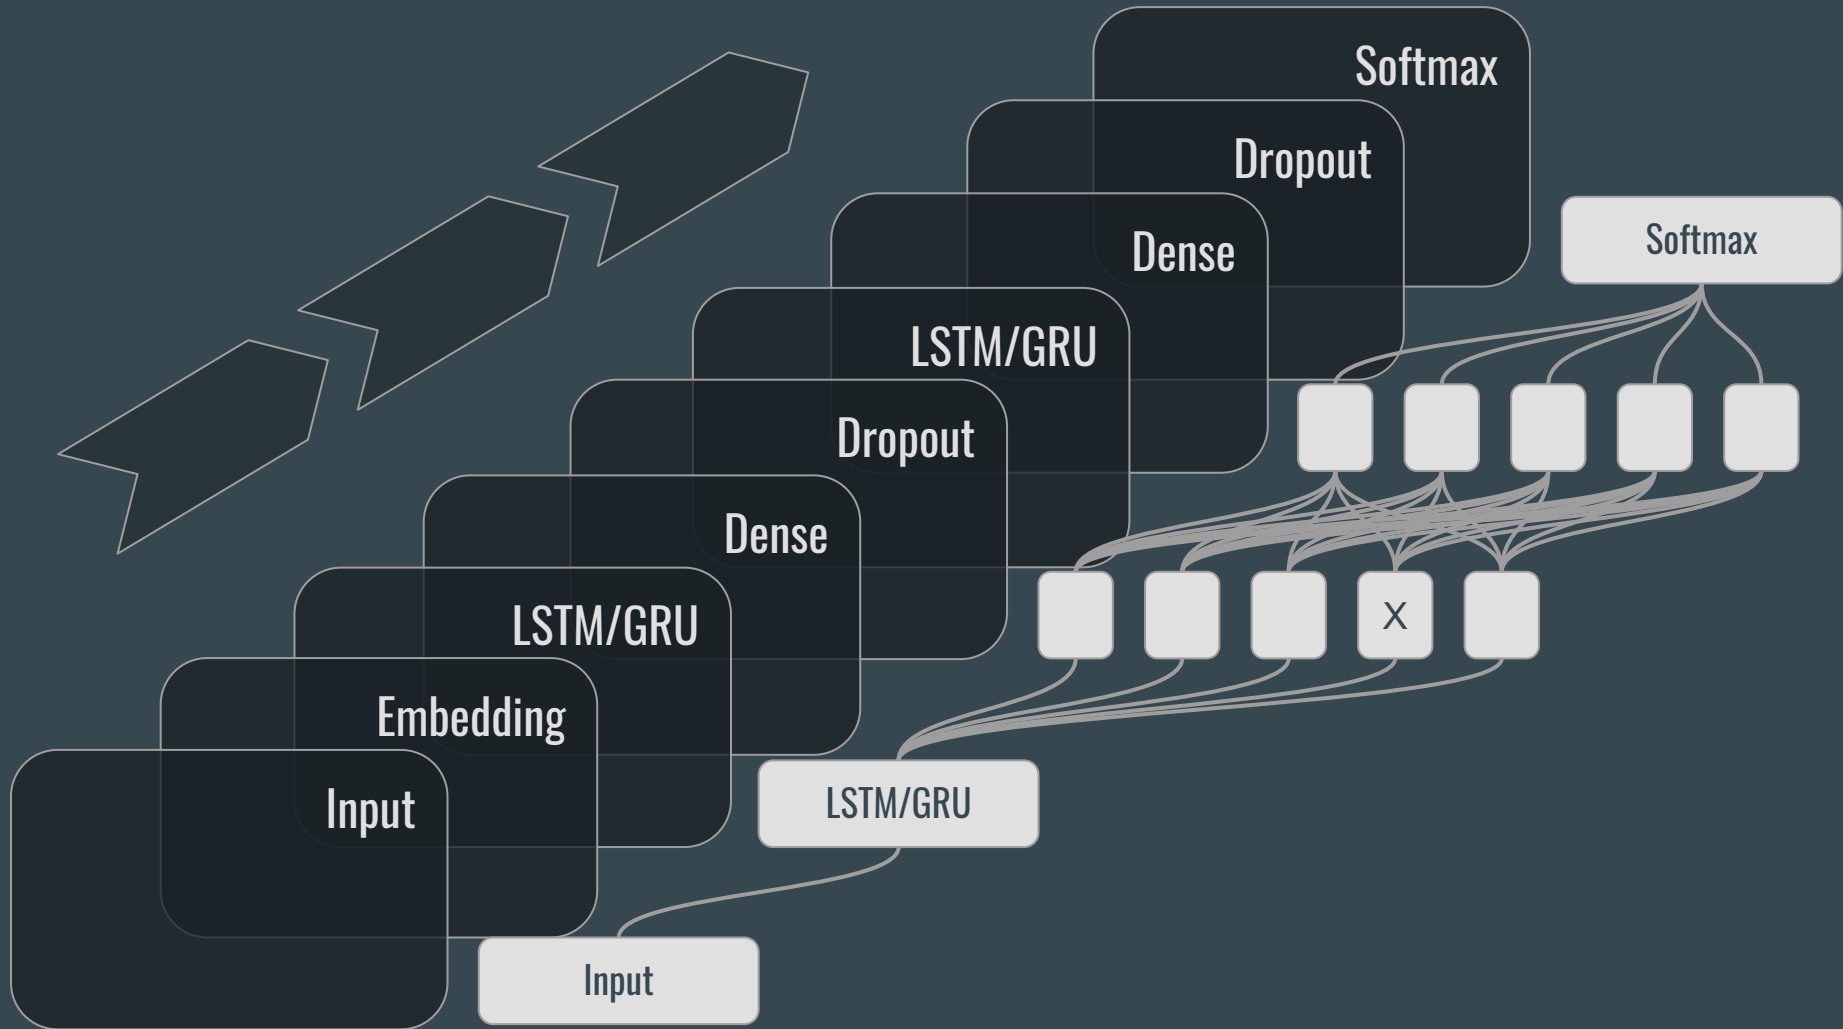 Softmax
Dropout
Dense
LSTM/GRU
Dropout
Dense
LSTM/GRU
Embedding
Input
Softmax
X
LSTM/GRU
Input